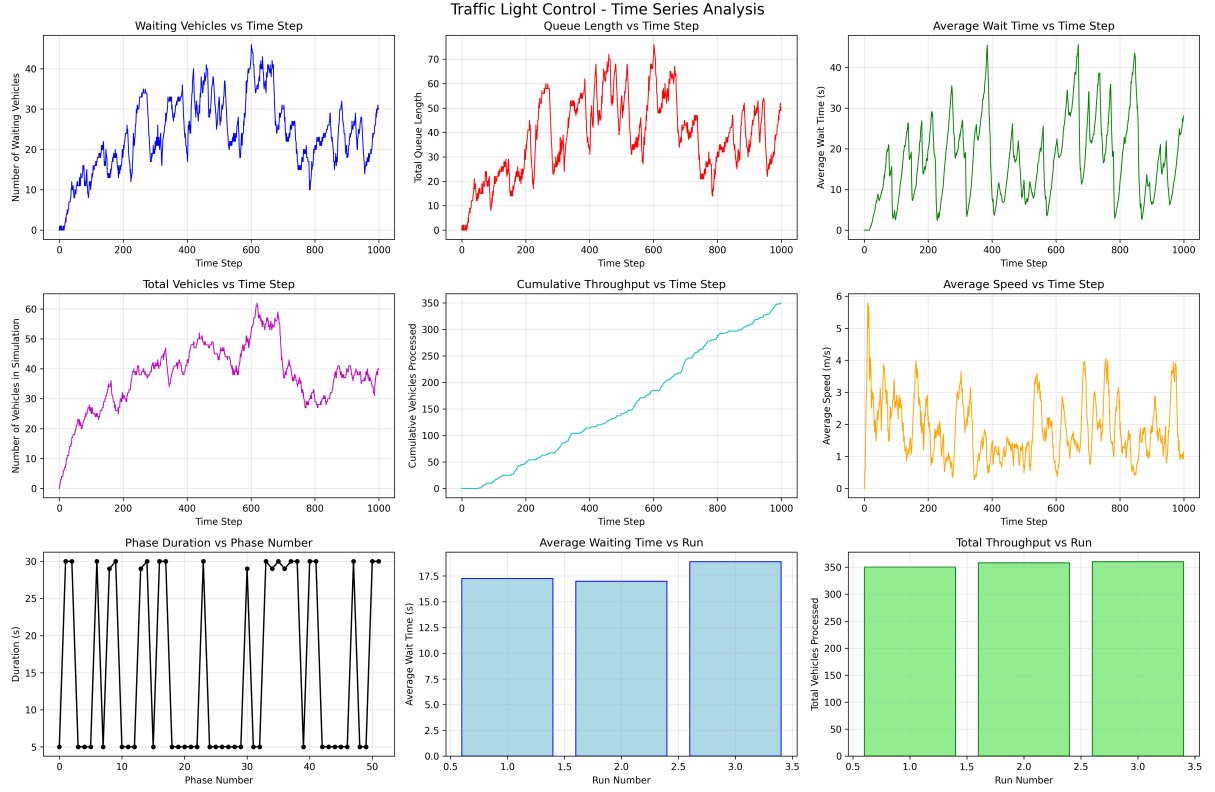 Traffic Light Control - Time Series Analysis
Waiting Vehicles vs Time Step
Number of Waiting Vehicles
0
10
20
30
40
0 200 400 600 800 1000
Time Step
Queue Length vs Time Step
Total Queue Length
0
10
20
30
40
50
60
70
0 200 400 600 800 1000
Time Step
Average Wait Time vs Time Step
Average Wait Time (s)
0
10
20
30
40
0 200 400 600 800 1000
Time Step
Total Vehicles vs Time Step
Number of Vehicles in Simulation
0
10
20
30
40
50
60
0 200 400 600 800 1000
Time Step
Cumulative Throughput vs Time Step
Cumulative Vehicles Processed
0
50
100
150
200
250
300
350
0 200 400 600 800 1000
Time Step
Average Speed vs Time Step
Average Speed (m/s)
0
1
2
3
4
5
6
0 200 400 600 800 1000
Time Step
Phase Duration vs Phase Number
Duration (s)
5
10
15
20
25
30
0 10 20 30 40 50
Phase Number
Average Waiting Time vs Run
Average Wait Time (s)
0.0
2.5
5.0
7.5
10.0
12.5
15.0
17.5
0.5 1.0 1.5 2.0 2.5 3.0 3.5
Run Number
Total Throughput vs Run
Total Vehicles Processed
0
50
100
150
200
250
300
350
0.5 1.0 1.5 2.0 2.5 3.0 3.5
Run Number